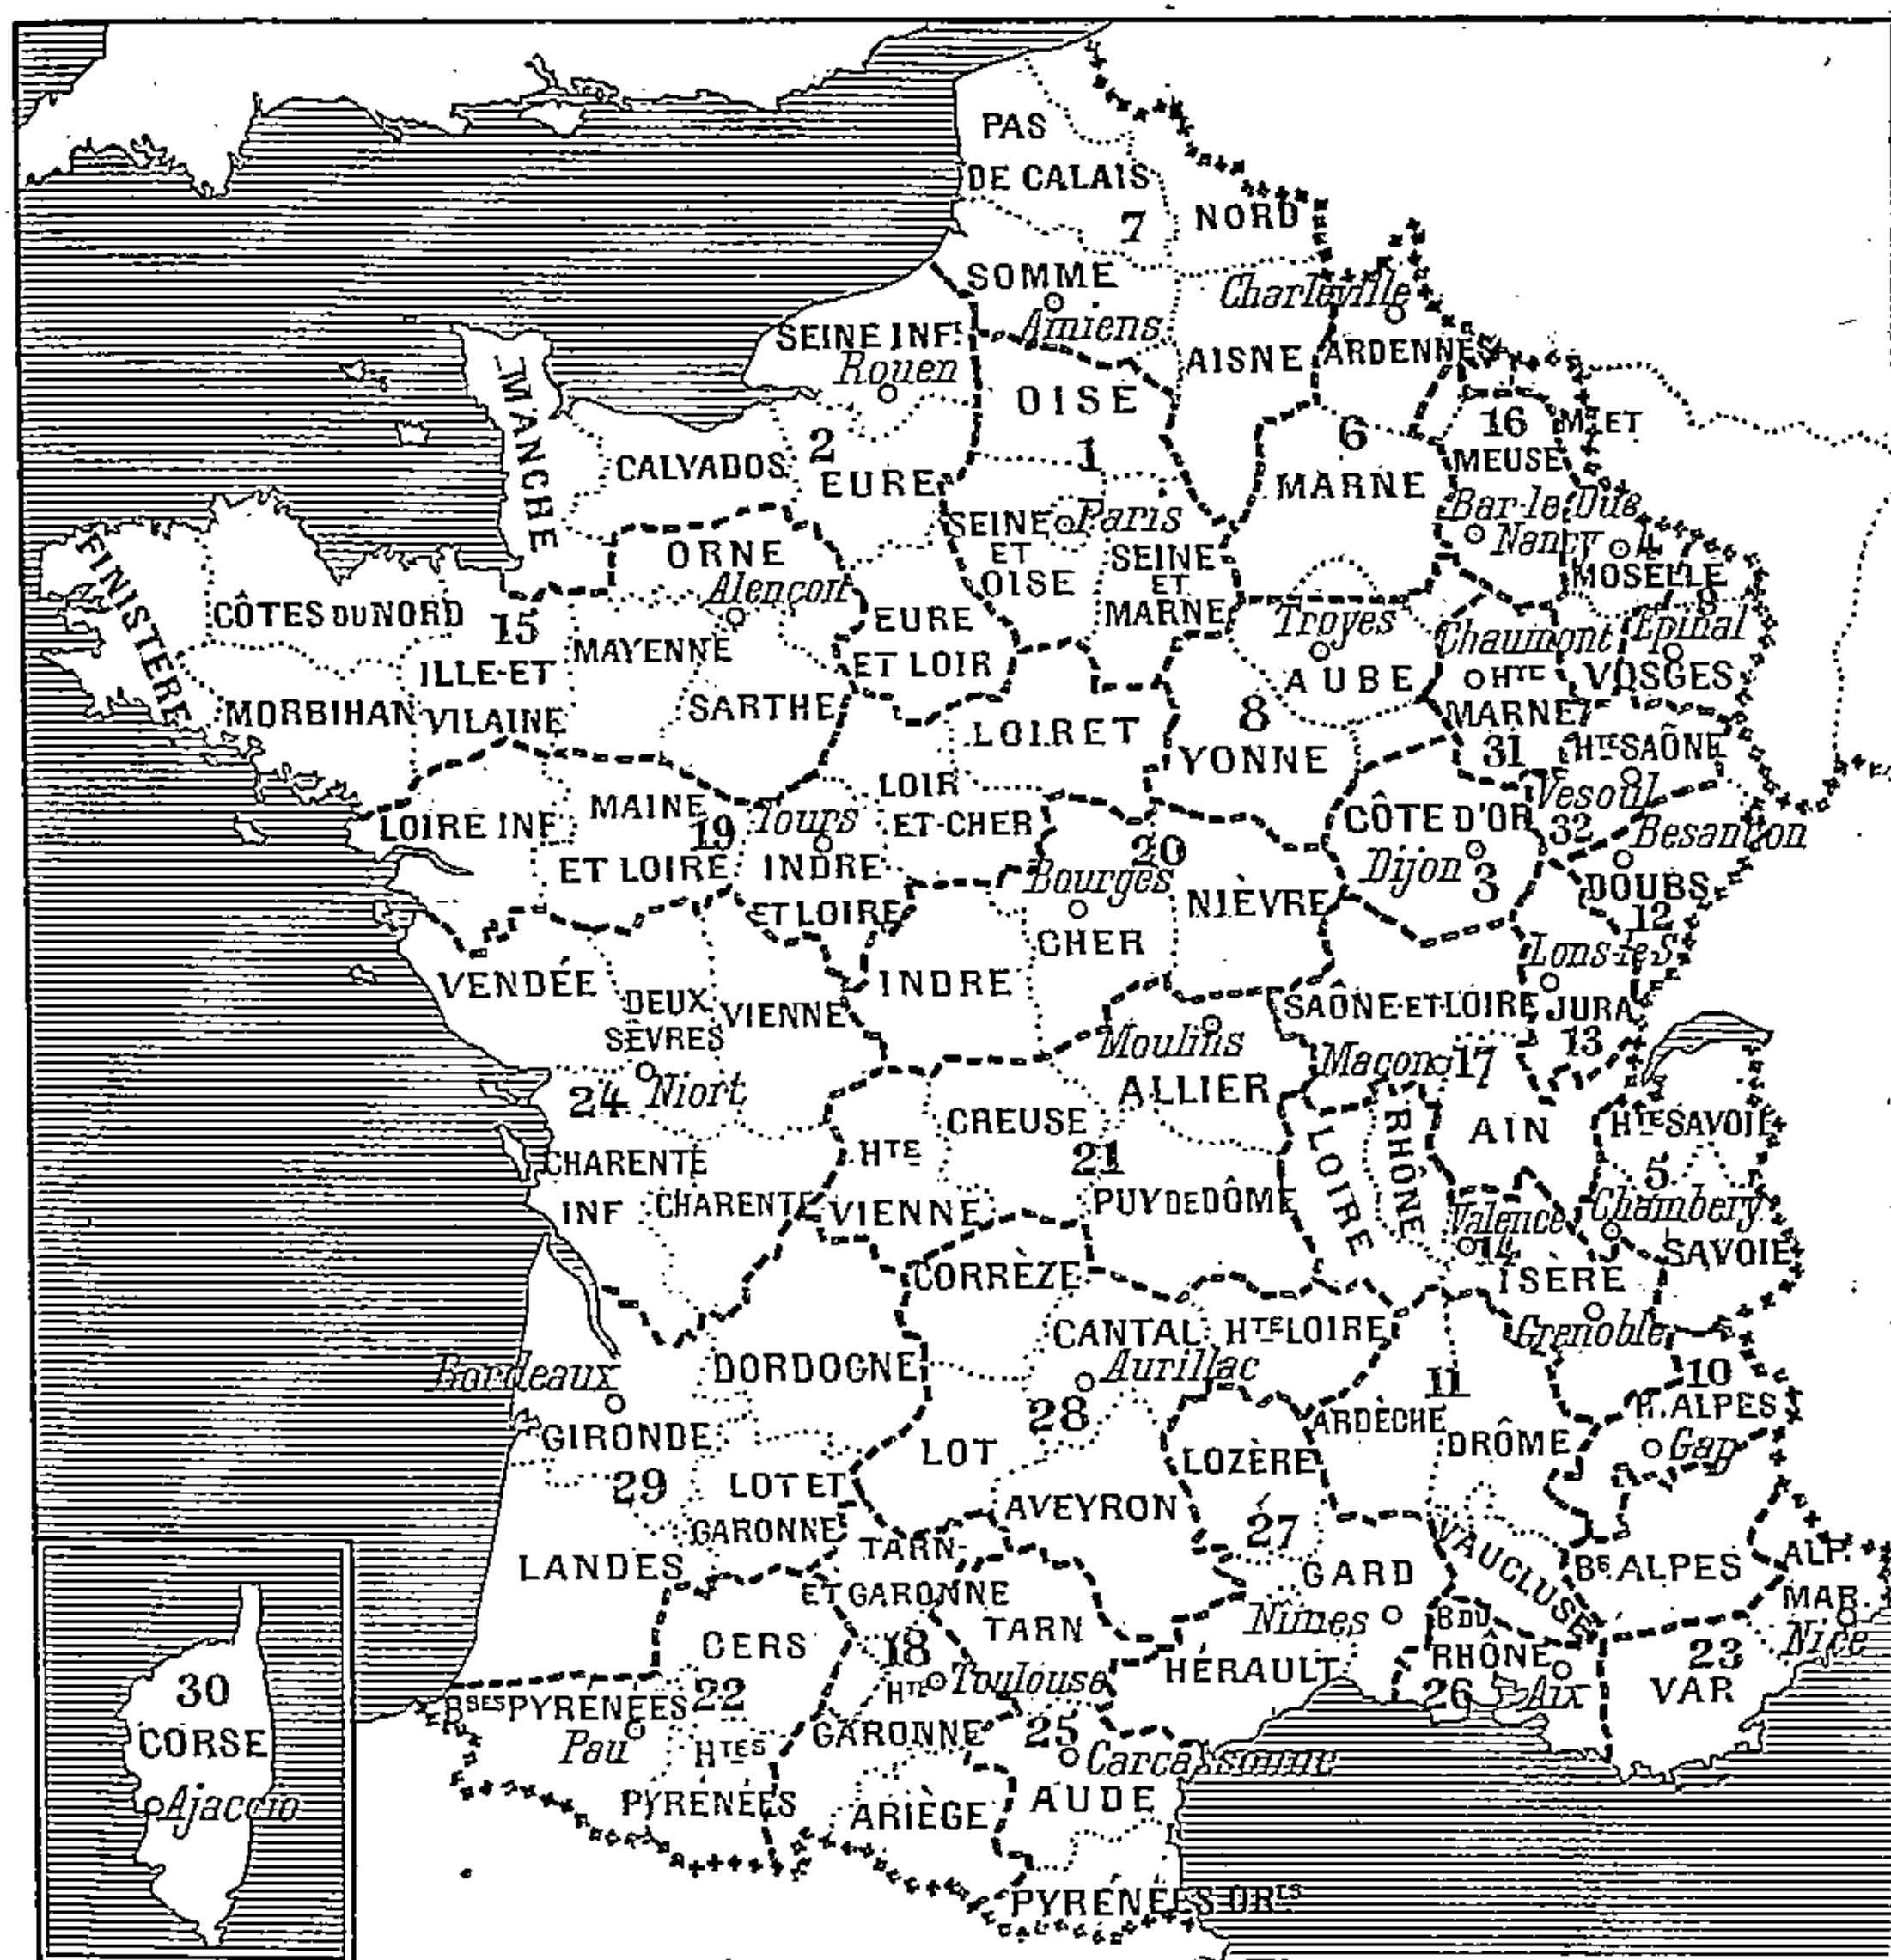 PAS
DE CALAIS
7
NORD
SOMME
Amiens
Charleville
SEINE INFE
Rouen
OISE
AISNE
ARDENNES
MANCHE
CALVADOS
2
EURE
1
6
MARNE
16
MEUSE
MT ET
Bar-le-Duc
Nancy
4
MOSELLE
9
SEINE
ET
OISE
Paris
SEINE
ET
MARNE
ORNE
Alençon
FINISTÈRE
CÔTES DU NORD
15
ILLE-ET
VILAINE
MORBIHAN
MAYENNE
SARTHE
EURE
ET LOIR
Troyes
AUBE
Chaumont
HTE
MARNE
31
Epinal
VOSGES
LOIRET
8
YONNE
HTE SAÔNE
Vesoul
32
LOIRE INF
MAINE
ET LOIRE
19
Tours
INDRE
ET LOIRE
LOIR
ET-CHER
20
Bourges
CHER
NIÈVRE
CÔTE D'OR
Dijon
3
Besançon
DOUBS
12
Lons-le-S
JURA
13
VENDÉE
DEUX
SÈVRES
VIENNE
INDRE
Moulins
ALLIER
SAÔNE-ET-LOIRE
Macon
17
24
Niort
CREUSE
21
PUY DE DÔME
HTE
VIENNE
LOIRE
RHÔNE
AIN
HTE SAVOIE
5
Chambery
SAVOIE
CHARENTE
INF
CHARENTE
CORRÈZE
Valence
14
ISÈRE
Grenoble
Bordeaux
GIRONDE
DORDOGNE
CANTAL
Aurillac
HTE LOIRE
28
11
ARDÈCHE
DRÔME
10
H. ALPES
Gap
29
LOT ET
GARONNE
LOT
AVEYRON
LOZÈRE
27
GARD
Nimes
VAUCLUSE
BS ALPES
ALP.
MAR.
Nice
LANDES
TARN-
ET GARONNE
TARN
GERS
18
HTE
GARONNE
Toulouse
HÉRAULT
B DU
RHÔNE
26
Aix
23
VAR
BSES PYRÉNÉES
22
Pau
HTES
PYRÉNÉES
25
Carcassonne
ARIÈGE
AUDE
PYRÉNÉES ORTES
30
CORSE
Ajaccio